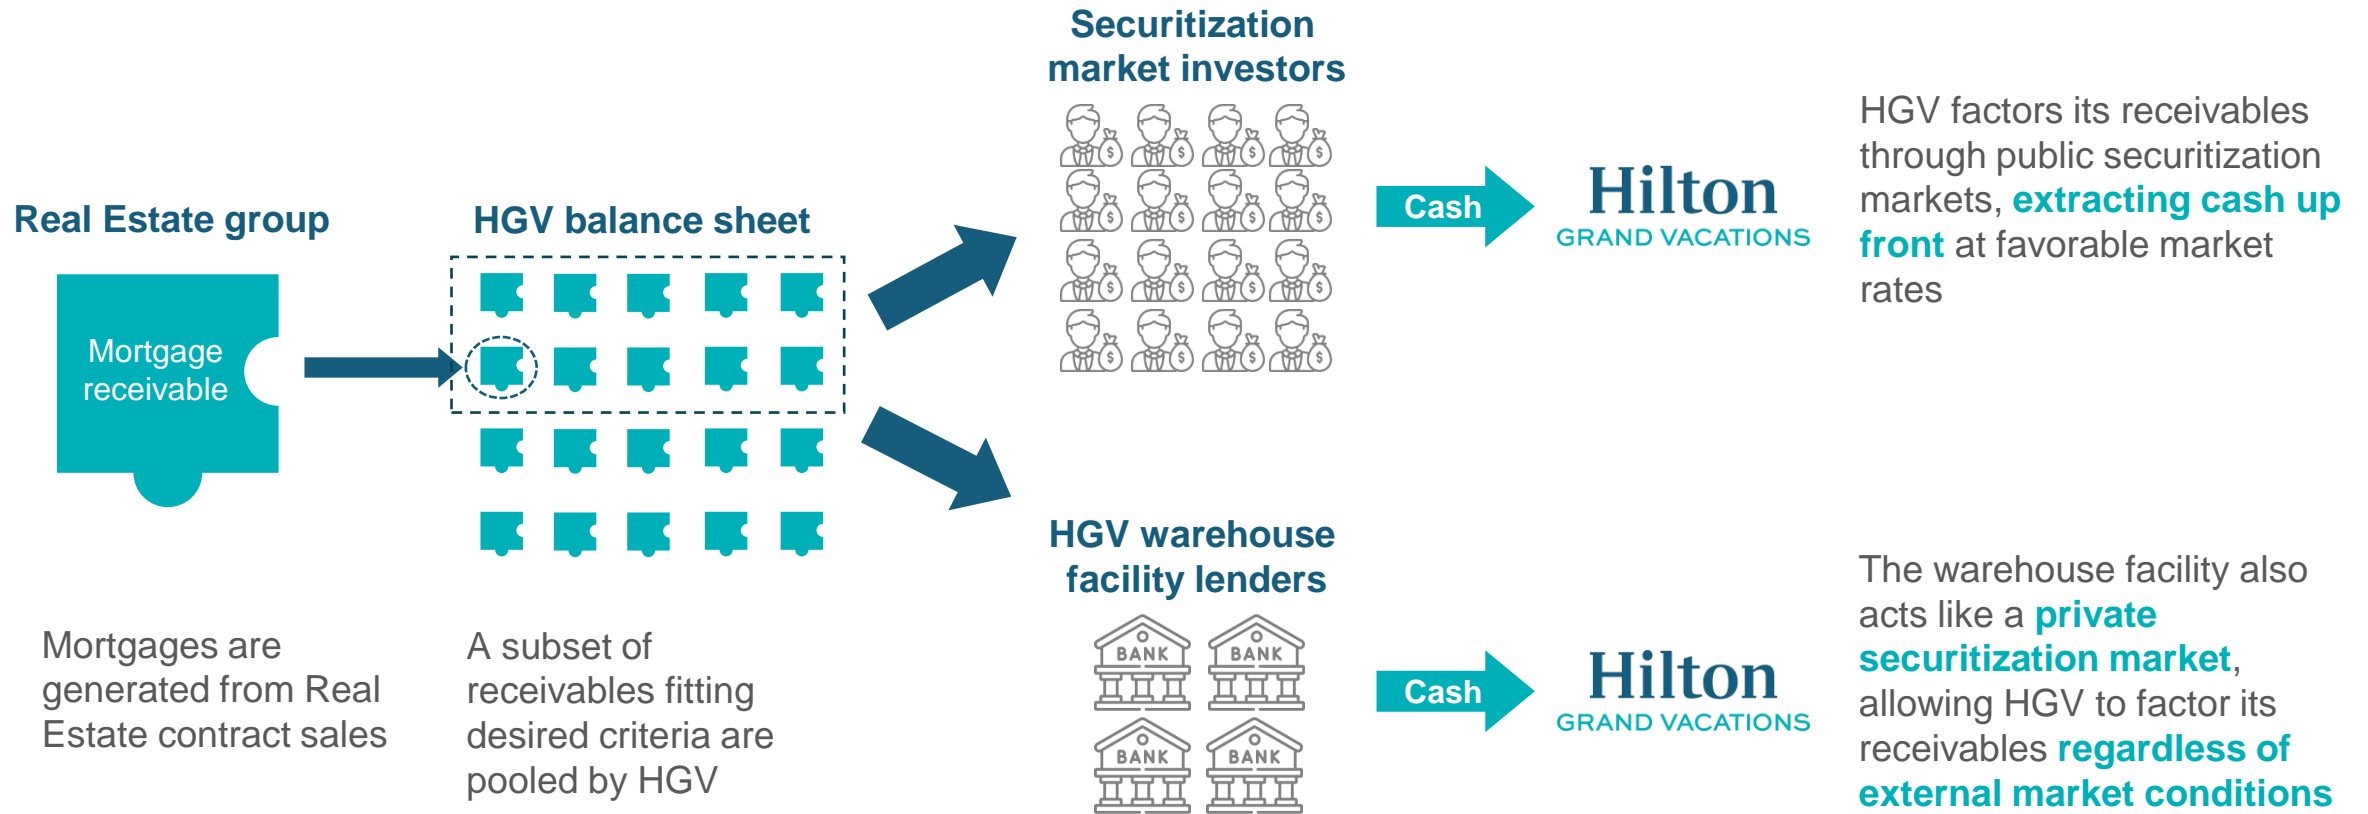 Real Estate group
Mortgage
receivable
Mortgages are
generated from Real
Estate contract sales
HGV balance sheet
A subset of
receivables fitting
desired criteria are
pooled by HGV
Securitization
market investors
$ $ $ $
$ $ $ $
$ $ $ $
$ $ $ $
Cash
Hilton
GRAND VACATIONS
HGV factors its receivables
through public securitization
markets, extracting cash up
front at favorable market
rates
HGV warehouse
facility lenders
BANK BANK
BANK BANK
Cash
Hilton
GRAND VACATIONS
The warehouse facility also
acts like a private
securitization market,
allowing HGV to factor its
receivables regardless of
external market conditions